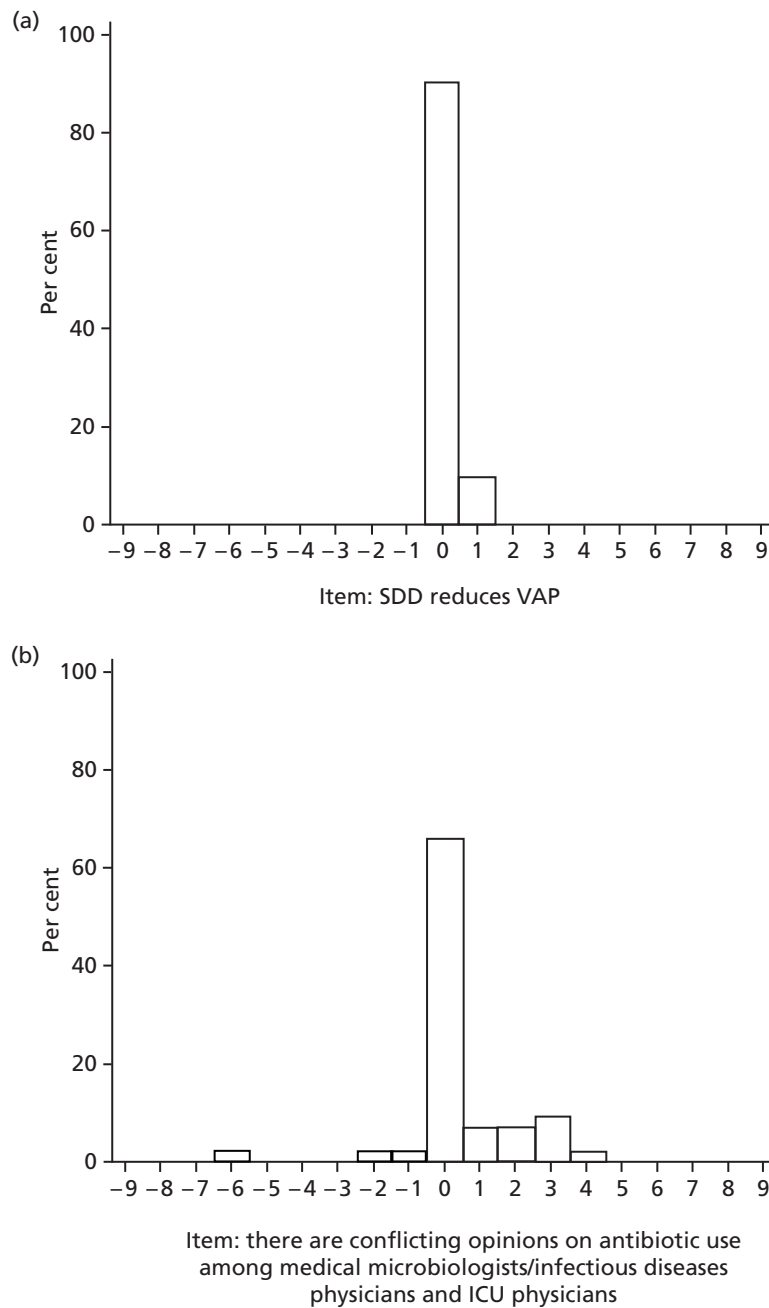 (a)
100
80
60
40
20
0
Per cent
−9 −8 −7 −6 −5 −4 −3 −2 −1 0 1 2 3 4 5 6 7 8 9
Item: SDD reduces VAP
(b)
100
80
60
40
20
0
Per cent
−9 −8 −7 −6 −5 −4 −3 −2 −1 0 1 2 3 4 5 6 7 8 9
Item: there are conflicting opinions on antibiotic use
among medical microbiologists/infectious diseases
physicians and ICU physicians